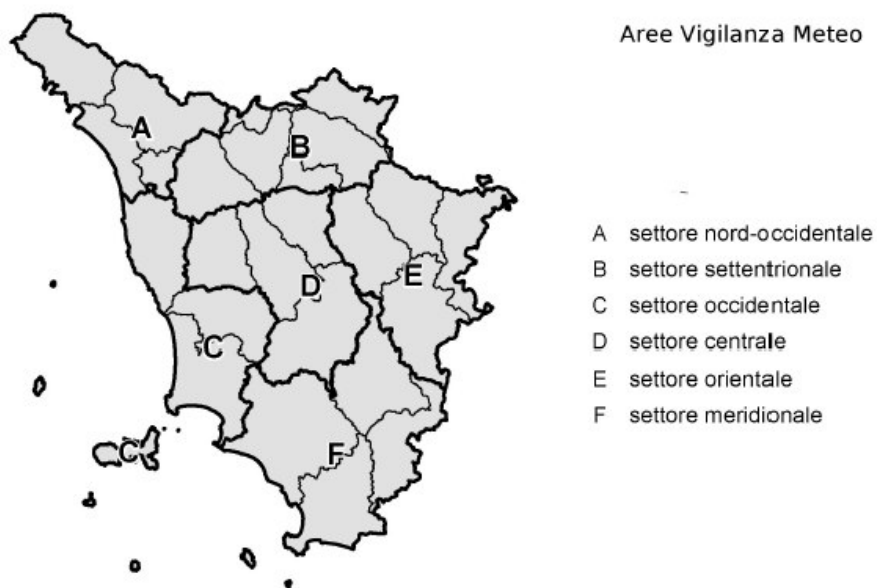 Aree Vigilanza Meteo
A
B
D
E
C
C
F
A settore nord-occidentale
B settore settentrionale
C settore occidentale
D settore centrale
E settore orientale
F settore meridionale